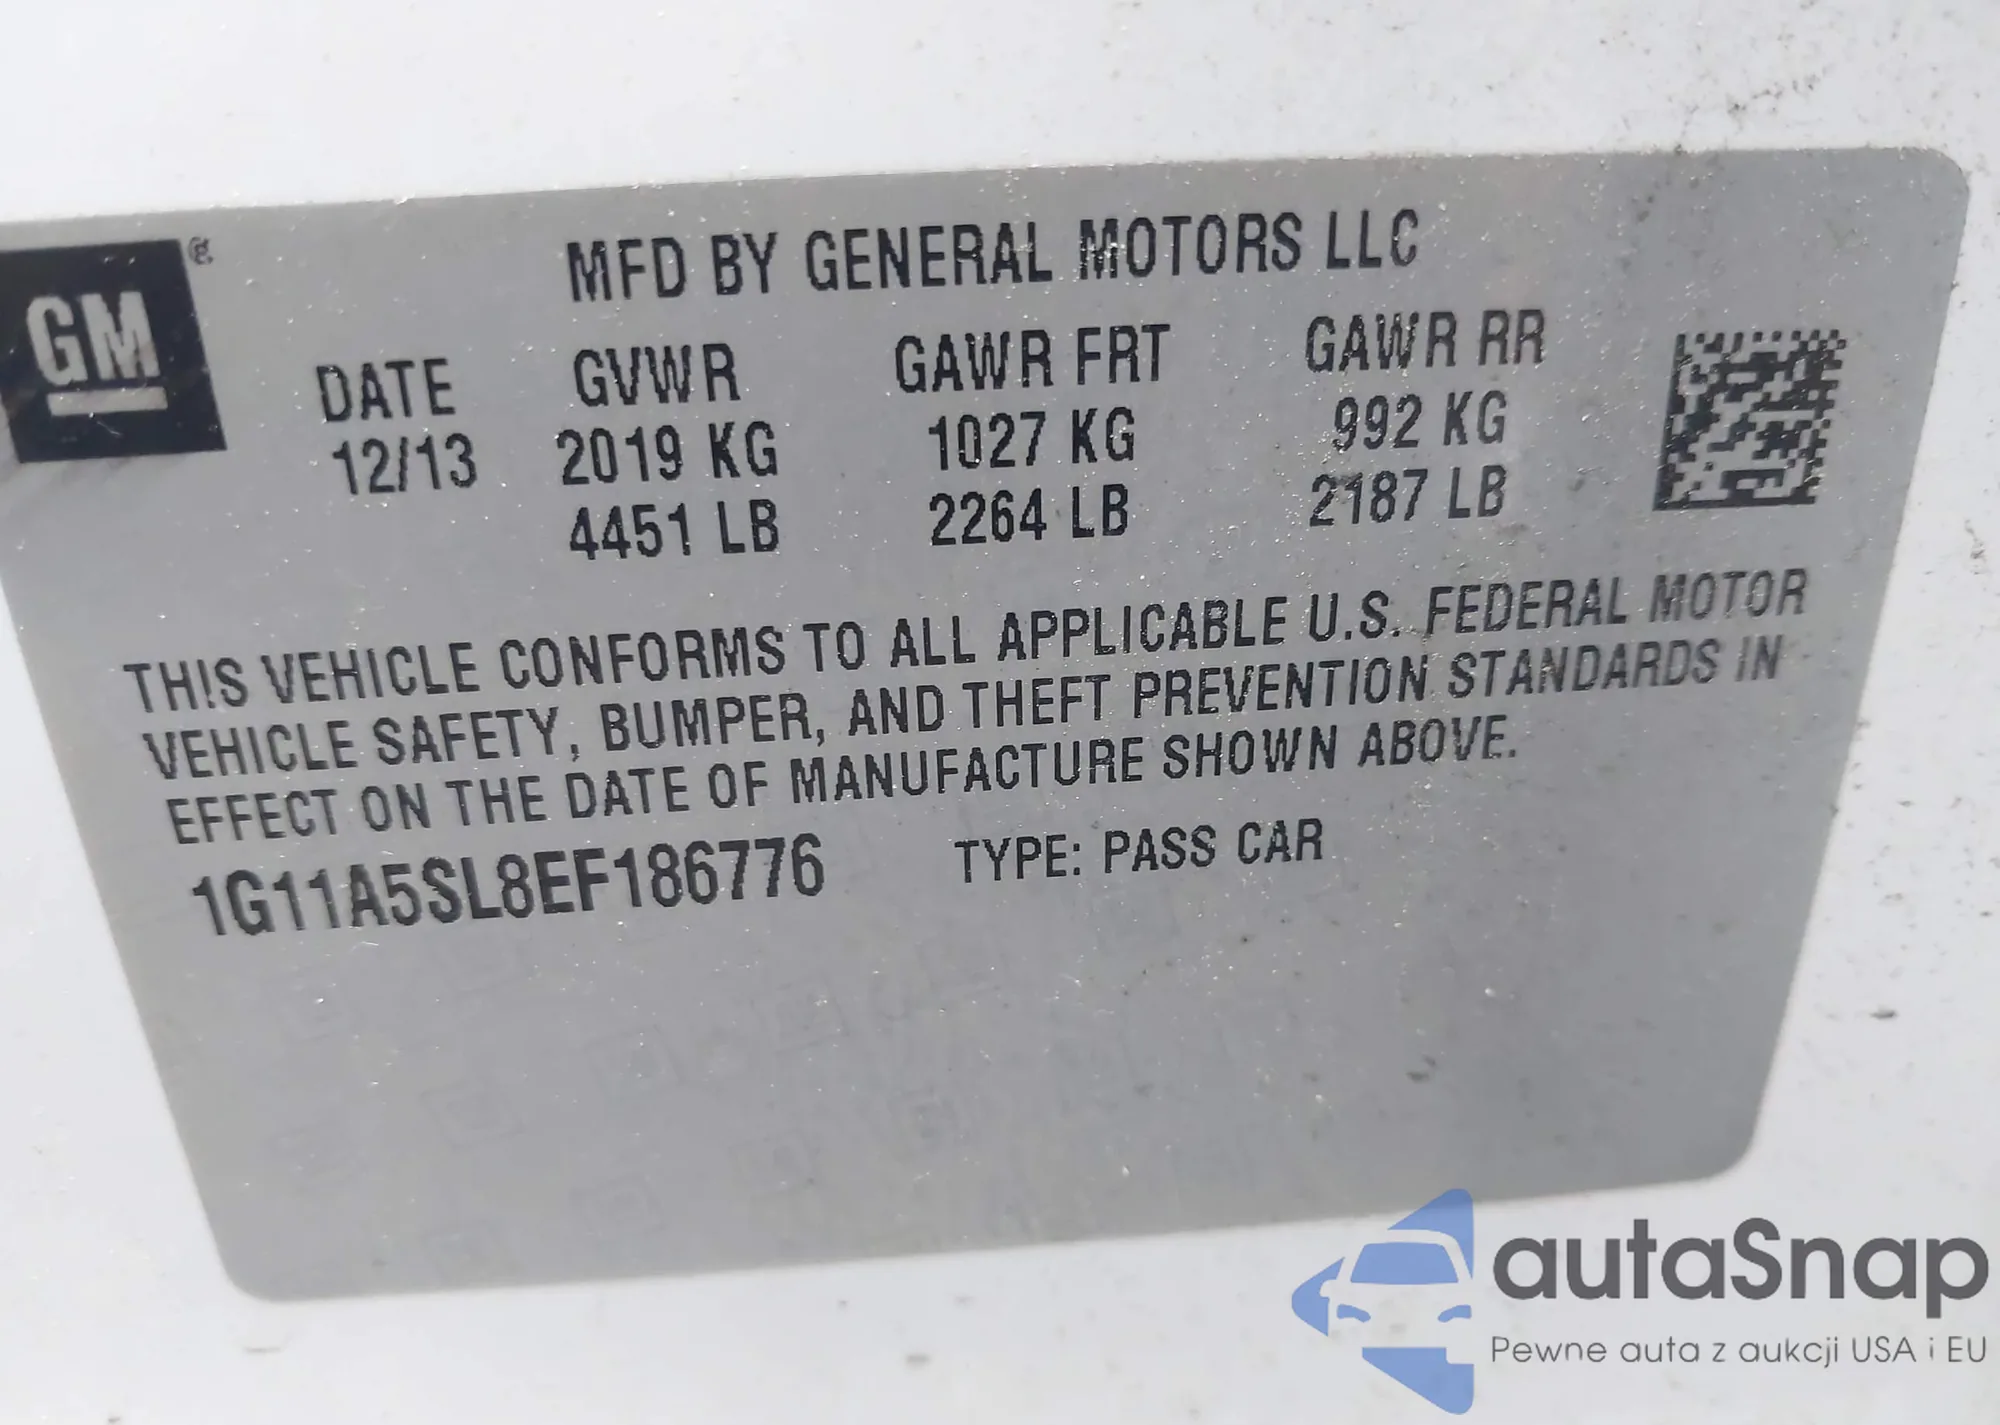 GM
MFD BY GENERAL MOTORS LLC
DATE GVWR GAWR FRT GAWR RR
12/13 2019 KG 1027 KG 992 KG
4451 LB 2264 LB 2187 LB
THIS VEHICLE CONFORMS TO ALL APPLICABLE U.S. FEDERAL MOTOR
VEHICLE SAFETY, BUMPER, AND THEFT PREVENTION STANDARDS IN
EFFECT ON THE DATE OF MANUFACTURE SHOWN ABOVE.
1G11A5SL8EF186776 TYPE: PASS CAR
autaSnap
Pewne auta z aukcji USA i EU